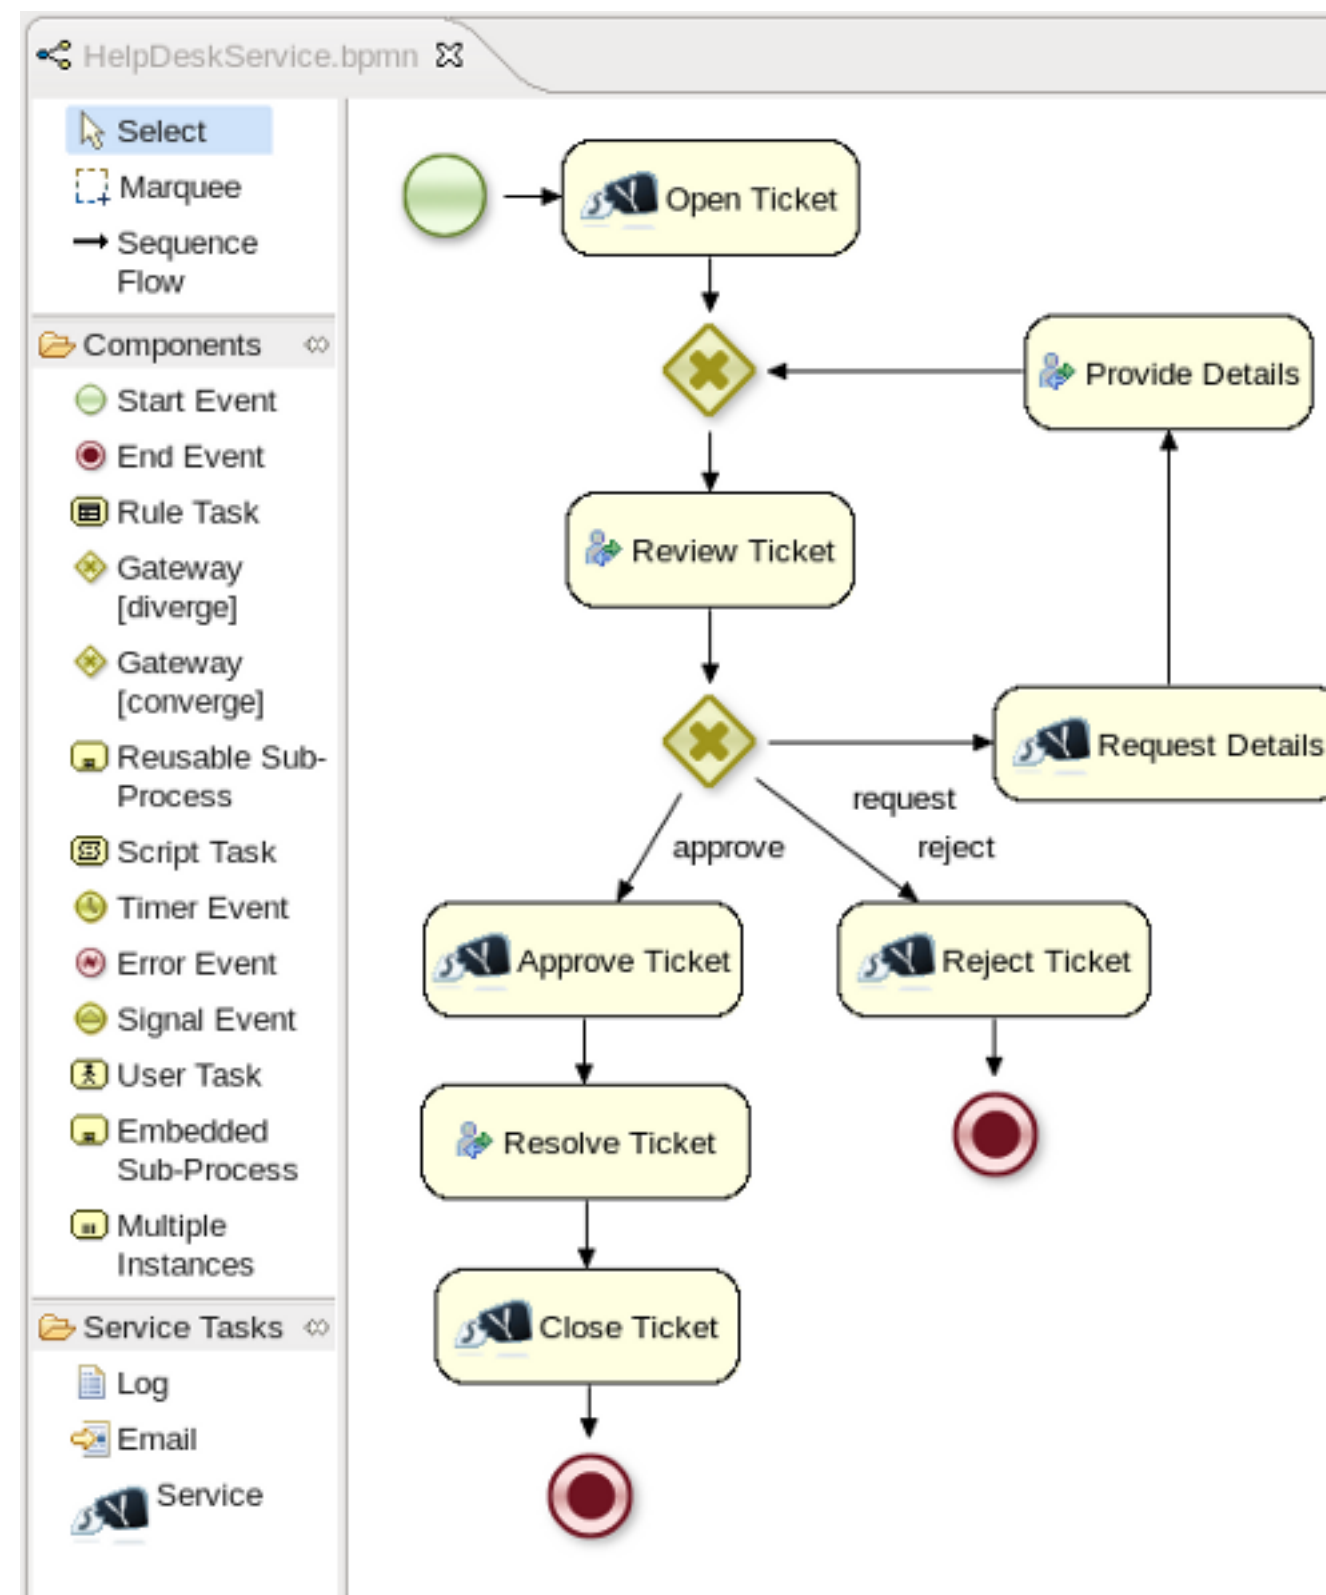 HelpDeskService.bpmn
Select
Marquee
Sequence
Flow
Components
Start Event
End Event
Rule Task
Gateway
[diverge]
Gateway
[converge]
Reusable Sub-
Process
Script Task
Timer Event
Error Event
Signal Event
User Task
Embedded
Sub-Process
Multiple
Instances
Service Tasks
Log
Email
Service
Open Ticket
Provide Details
Review Ticket
Request Details
request
approve
reject
Approve Ticket
Reject Ticket
Resolve Ticket
Close Ticket